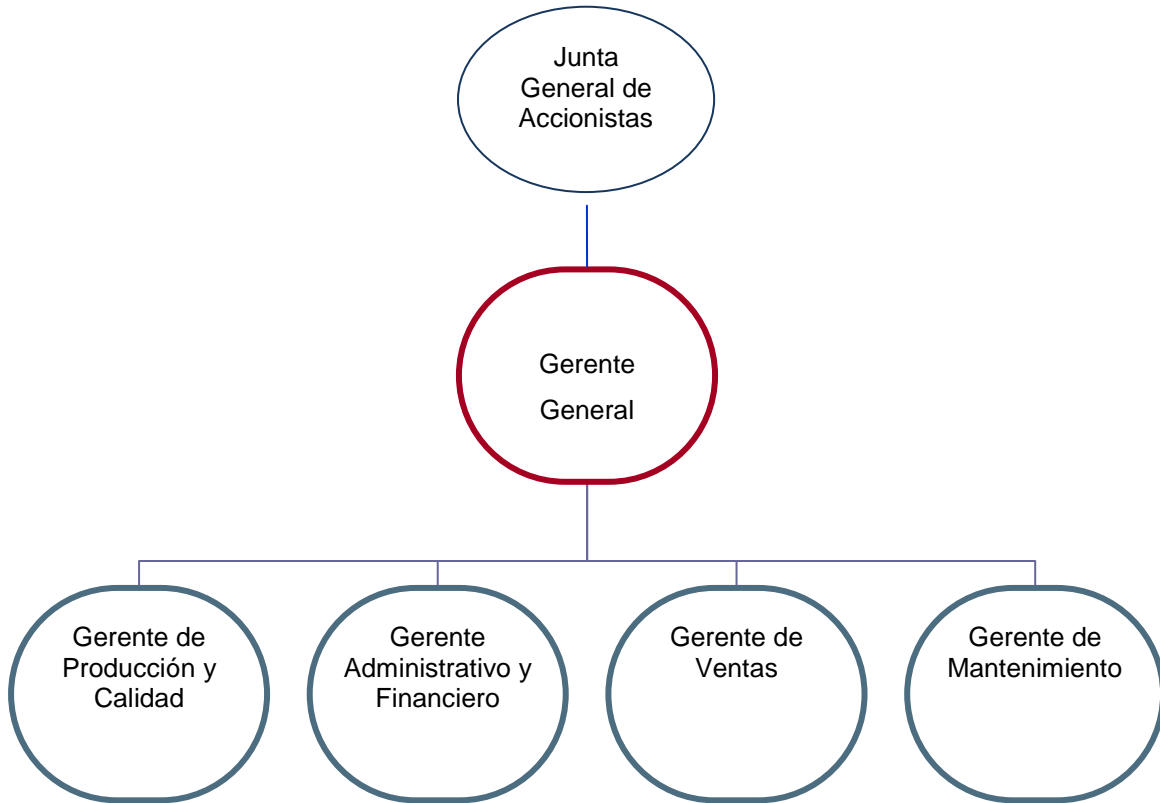 Junta
General de
Accionistas
Gerente
General
Gerente de
Producción y
Calidad
Gerente
Administrativo y
Financiero
Gerente de
Ventas
Gerente de
Mantenimiento